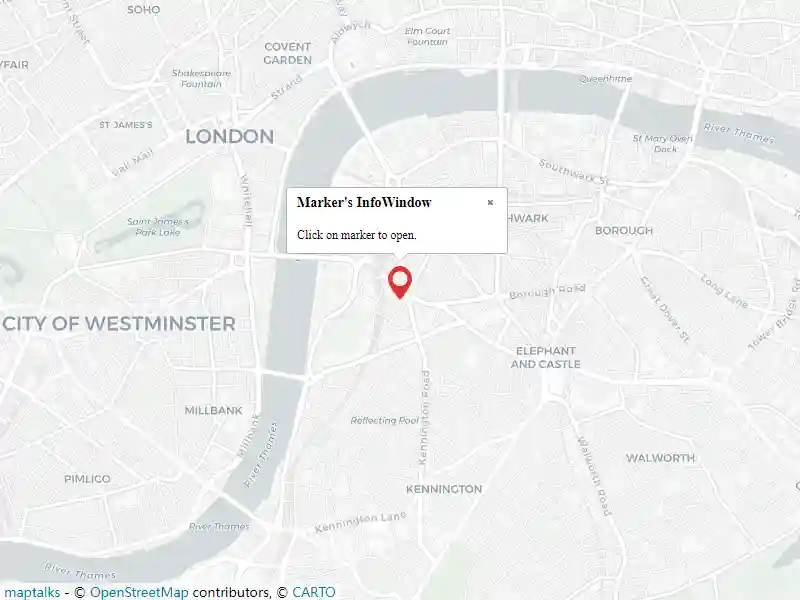 SOHO
Aldwych
Elm Court
Fountain
COVENT
GARDEN
Shakespeare
Fountain
Strand
Queenhithe
ST JAMES'S
LONDON
St Mary Overi
Dock
River Thames
Pall Mall
Southwark St
Whitehall
Marker's InfoWindow
×
Click on marker to open.
Saint James's
Park Lake
BOROUGH
Long Lane
Borough Road
Great Dover St
Tower Bridge Road
CITY OF WESTMINSTER
ELEPHANT
AND CASTLE
MILLBANK
Millbank
Reflecting Pool
Kennington Road
River Thames
WALWORTH
Walworth Road
PIMLICO
KENNINGTON
River Thames
Kennington Lane
River Thames
maptalks - © OpenStreetMap contributors, © CARTO